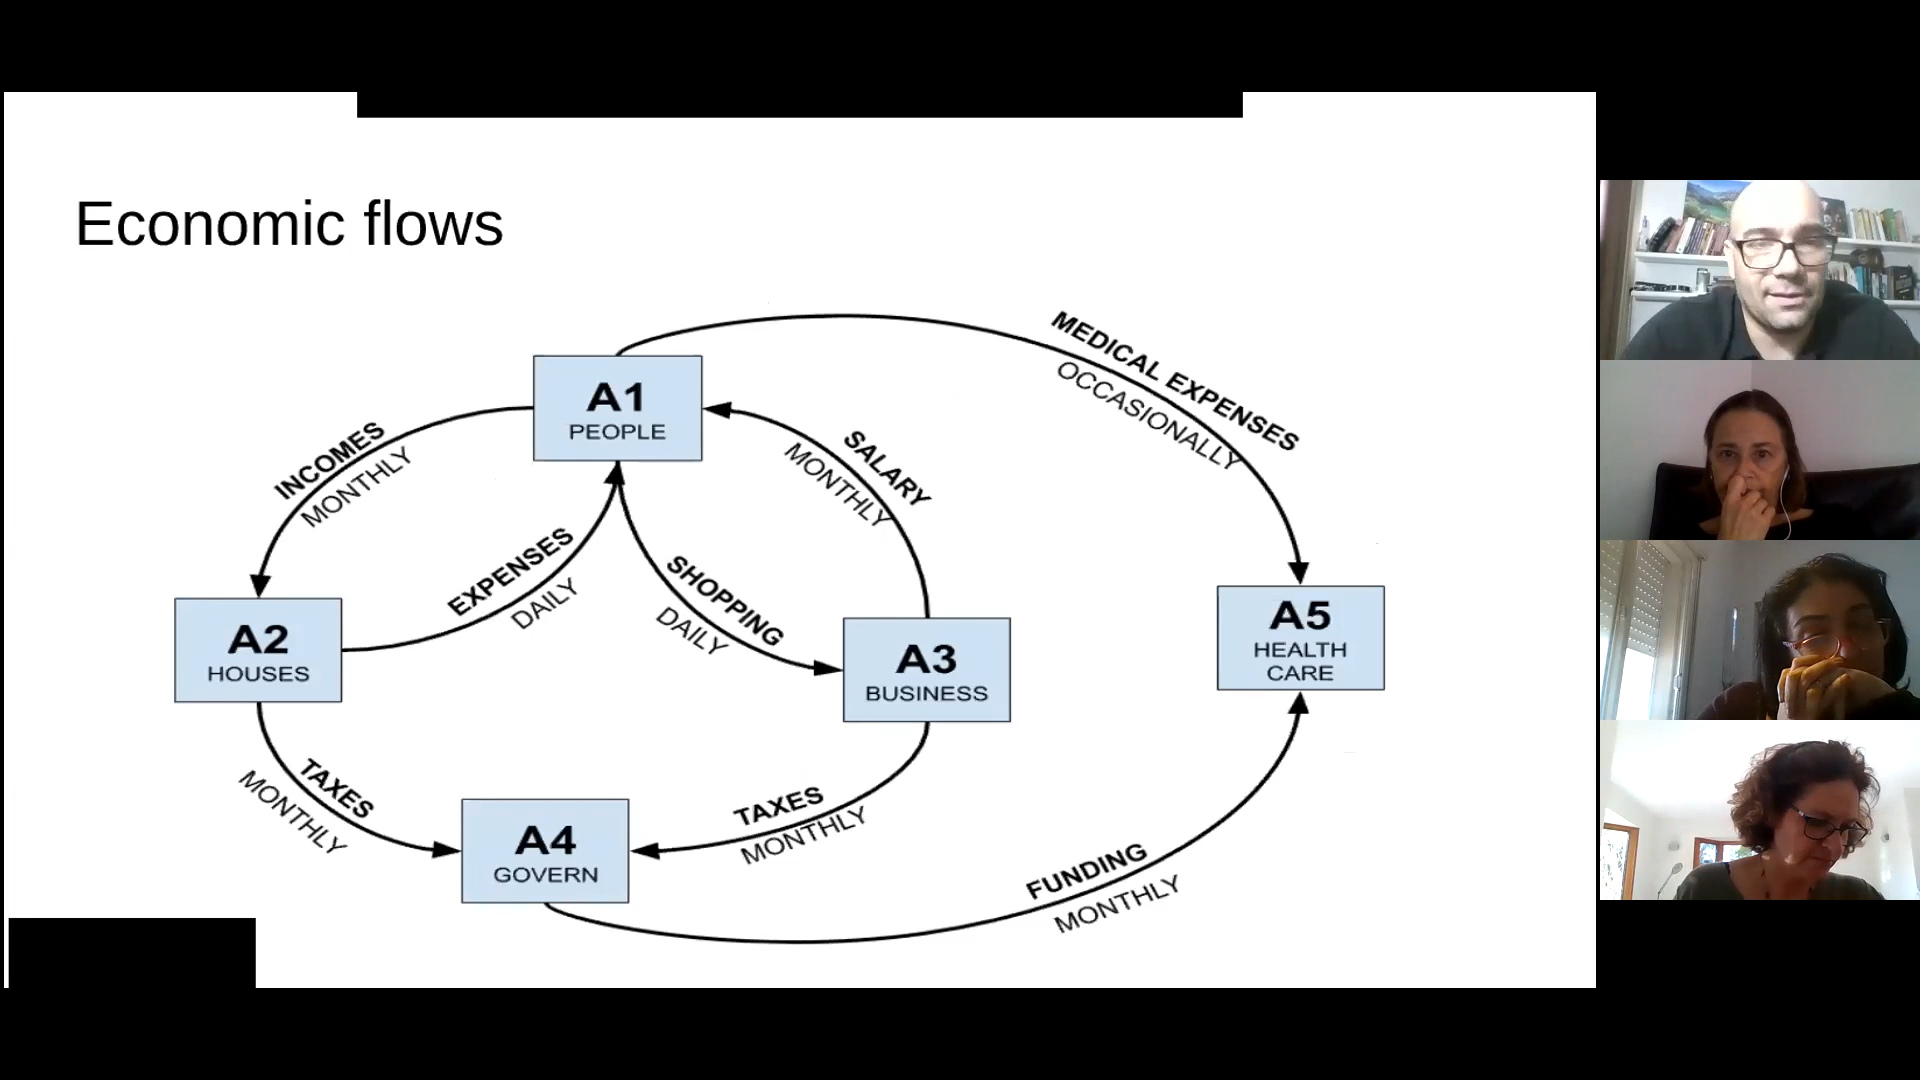 Economic flows
MEDICAL EXPENSES
OCCASIONALLY
A1
PEOPLE
INCOMES
MONTHLY
SALARY
MONTHLY
EXPENSES
DAILY
SHOPPING
DAILY
A2
HOUSES
A3
BUSINESS
A5
HEALTH
CARE
TAXES
MONTHLY
TAXES
MONTHLY
A4
GOVERN
FUNDING
MONTHLY